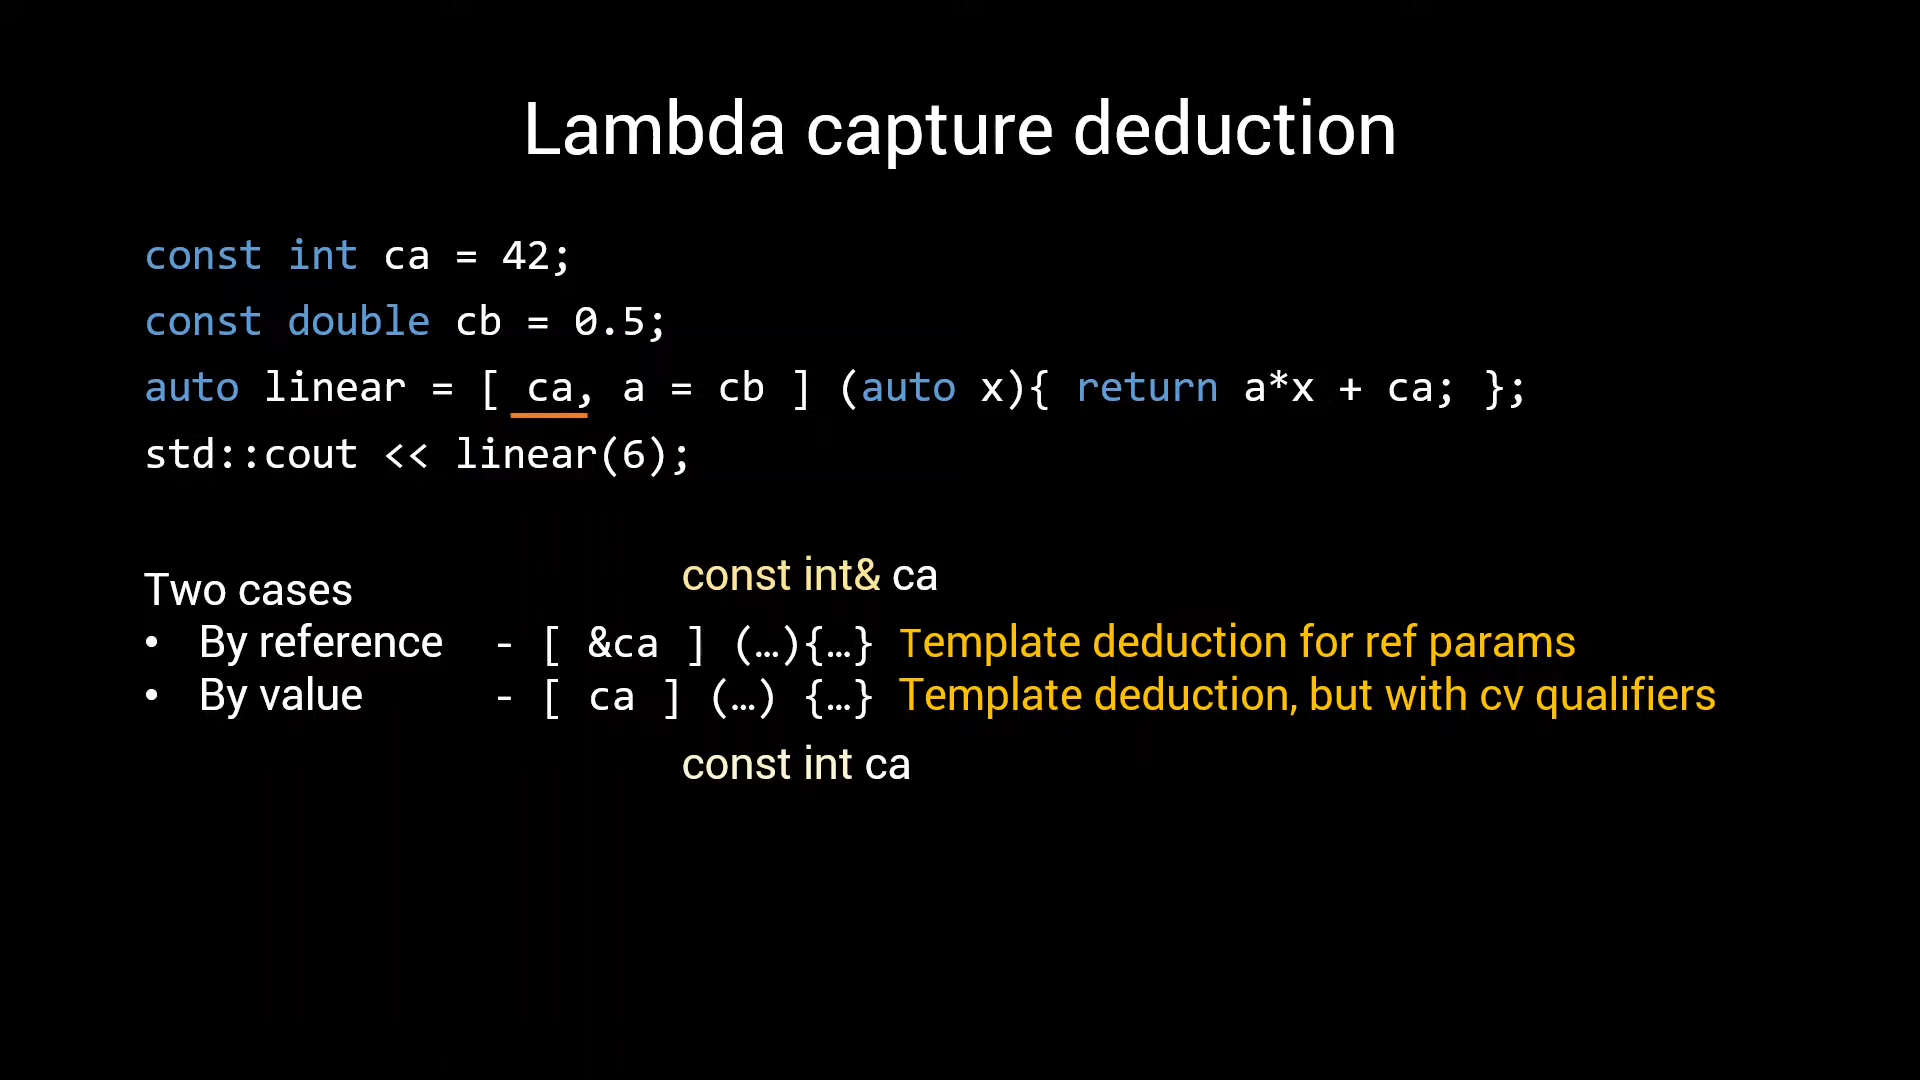 Lambda capture deduction
const int ca = 42;
const double cb = 0.5;
auto linear = [ ca, a = cb ] (auto x){ return a*x + ca; };
std::cout << linear(6);
Two cases
const int& ca
• By reference - [ &ca ] (…){…} Template deduction for ref params
• By value - [ ca ] (…) {…} Template deduction, but with cv qualifiers
const int ca